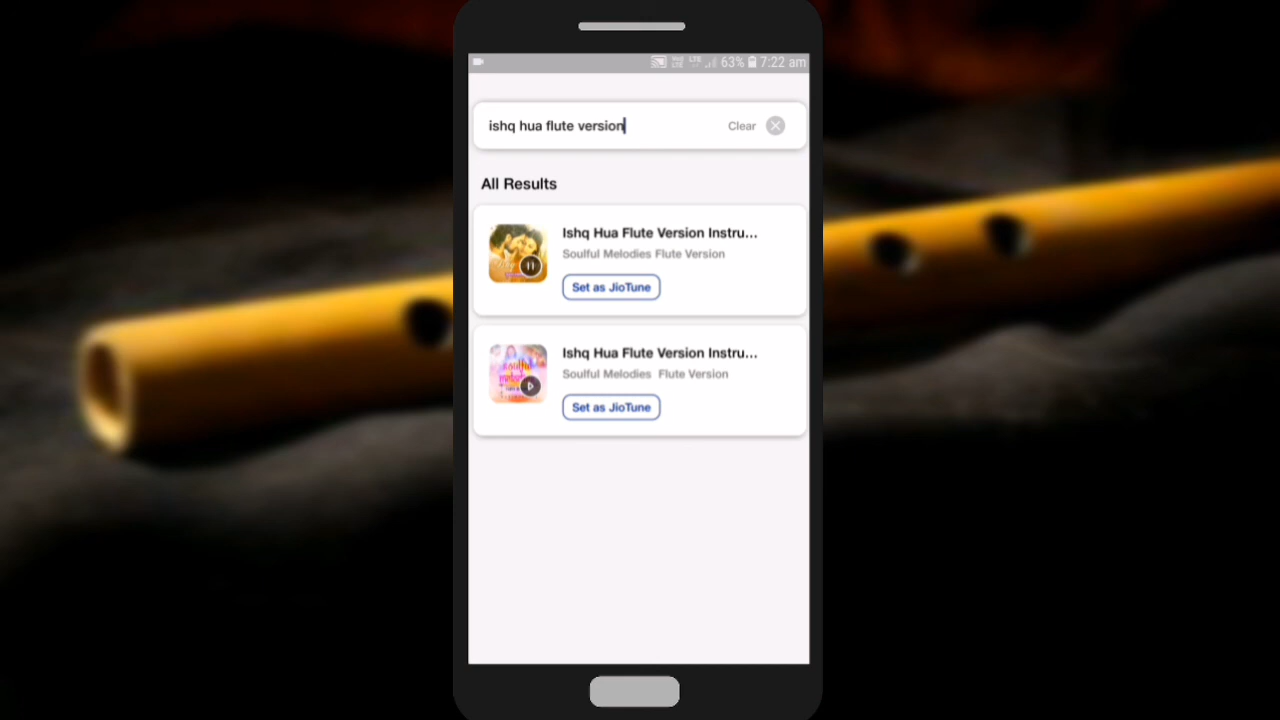 63% 7:22 am
ishq hua flute version
Clear
All Results
Ishq Hua Flute Version Instru...
Soulful Melodies Flute Version
Set as JioTune
Ishq Hua Flute Version Instru...
Soulful Melodies Flute Version
Set as JioTune